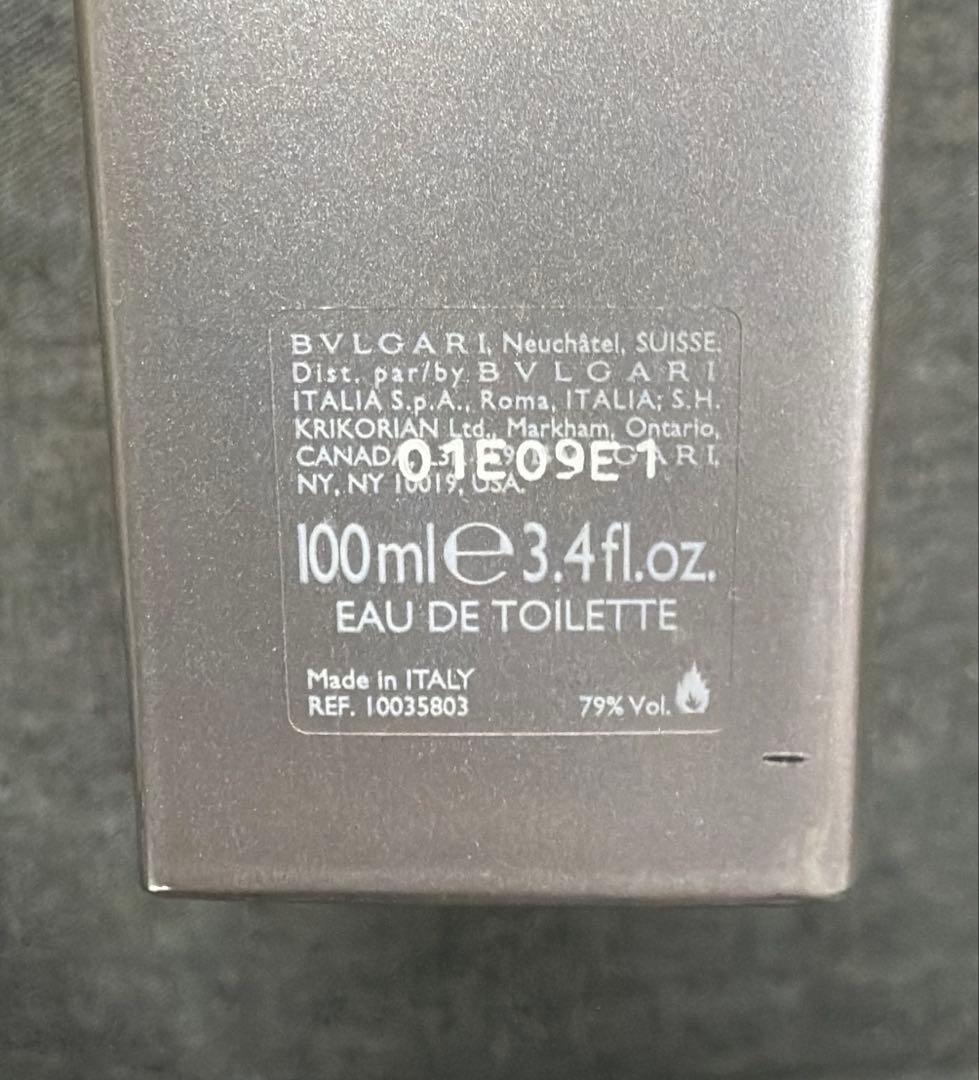 BVLGARI, Neuchâtel, SUISSE.
Dist. par/by BVLGARI
ITALIA S.p.A., Roma, ITALIA; S.H.
KRIKORIAN Ltd., Markham, Ontario,
CANADA
01E09E1
NY, NY 10019, USA.
100ml e 3.4fl.oz.
EAU DE TOILETTE
Made in ITALY
REF. 10035803
79% Vol.